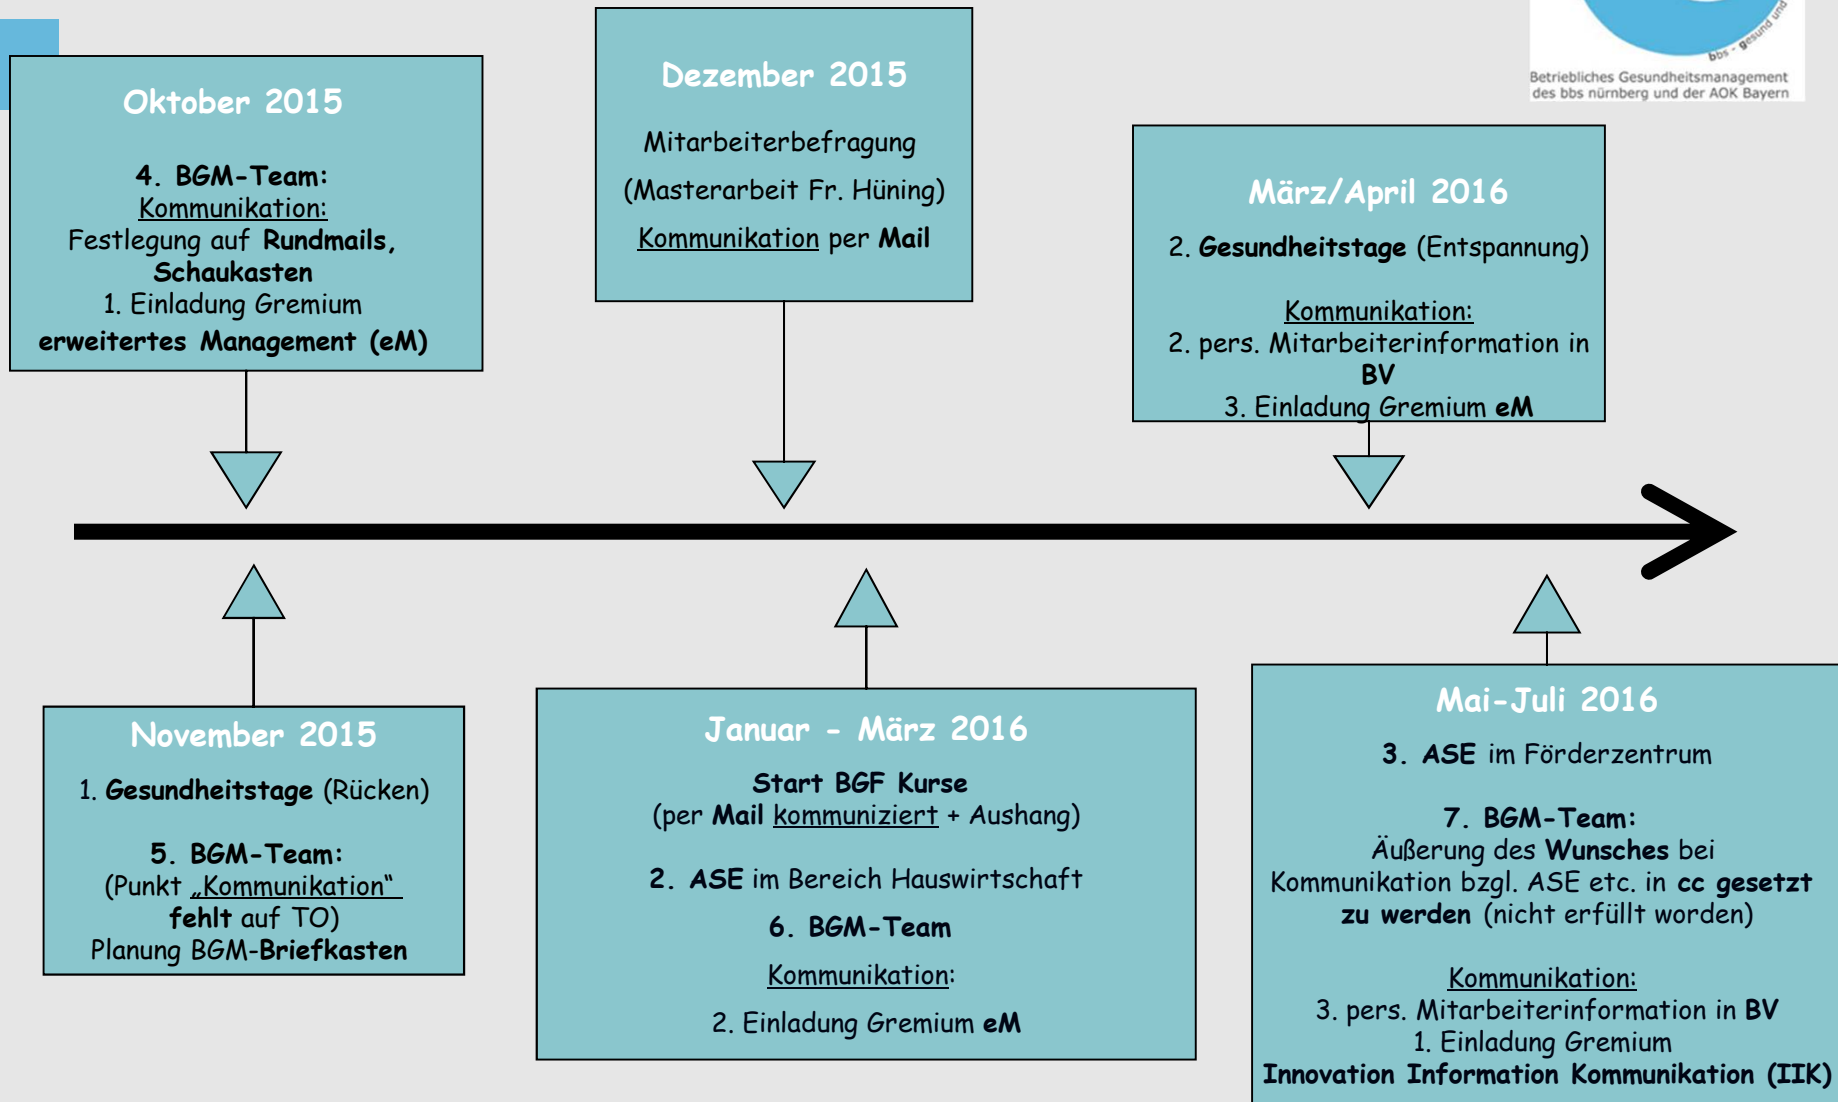 bbs - gesund und
Betriebliches Gesundheitsmanagement
des bbs nürnberg und der AOK Bayern
Oktober 2015
4. BGM-Team:
Kommunikation:
Festlegung auf Rundmails,
Schaukasten
1. Einladung Gremium
erweitertes Management (eM)
Dezember 2015
Mitarbeiterbefragung
(Masterarbeit Fr. Hüning)
Kommunikation per Mail
März/April 2016
2. Gesundheitstage (Entspannung)
Kommunikation:
2. pers. Mitarbeiterinformation in
BV
3. Einladung Gremium eM
November 2015
1. Gesundheitstage (Rücken)
5. BGM-Team:
(Punkt „Kommunikation“
fehlt auf TO)
Planung BGM-Briefkasten
Januar - März 2016
Start BGF Kurse
(per Mail kommuniziert + Aushang)
2. ASE im Bereich Hauswirtschaft
6. BGM-Team
Kommunikation:
2. Einladung Gremium eM
Mai-Juli 2016
3. ASE im Förderzentrum
7. BGM-Team:
Äußerung des Wunsches bei
Kommunikation bzgl. ASE etc. in cc gesetzt
zu werden (nicht erfüllt worden)
Kommunikation:
3. pers. Mitarbeiterinformation in BV
1. Einladung Gremium
Innovation Information Kommunikation (IIK)